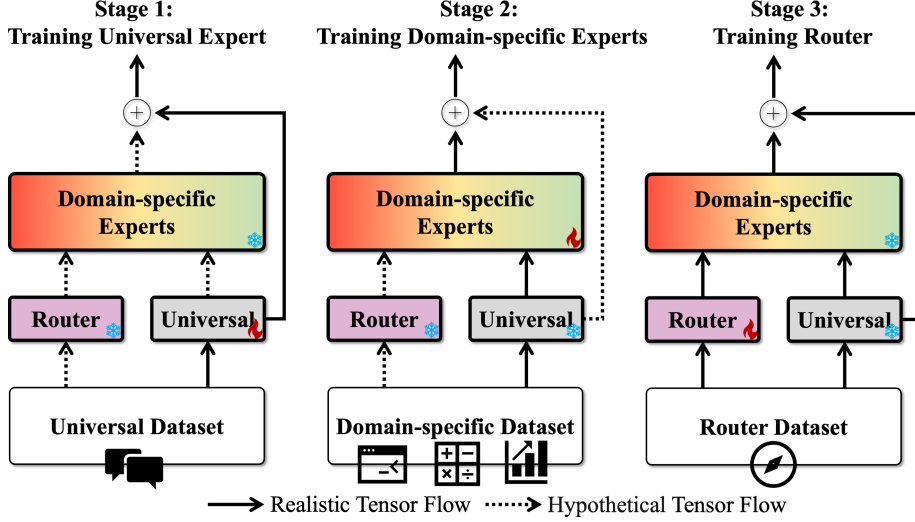 Stage 1:
Training Universal Expert
Stage 2:
Training Domain-specific Experts
Stage 3:
Training Router
Domain-specific
Experts
Router
Universal
Universal Dataset
Domain-specific
Experts
Router
Universal
Domain-specific Dataset
Domain-specific
Experts
Router
Universal
Router Dataset
Realistic Tensor Flow
Hypothetical Tensor Flow